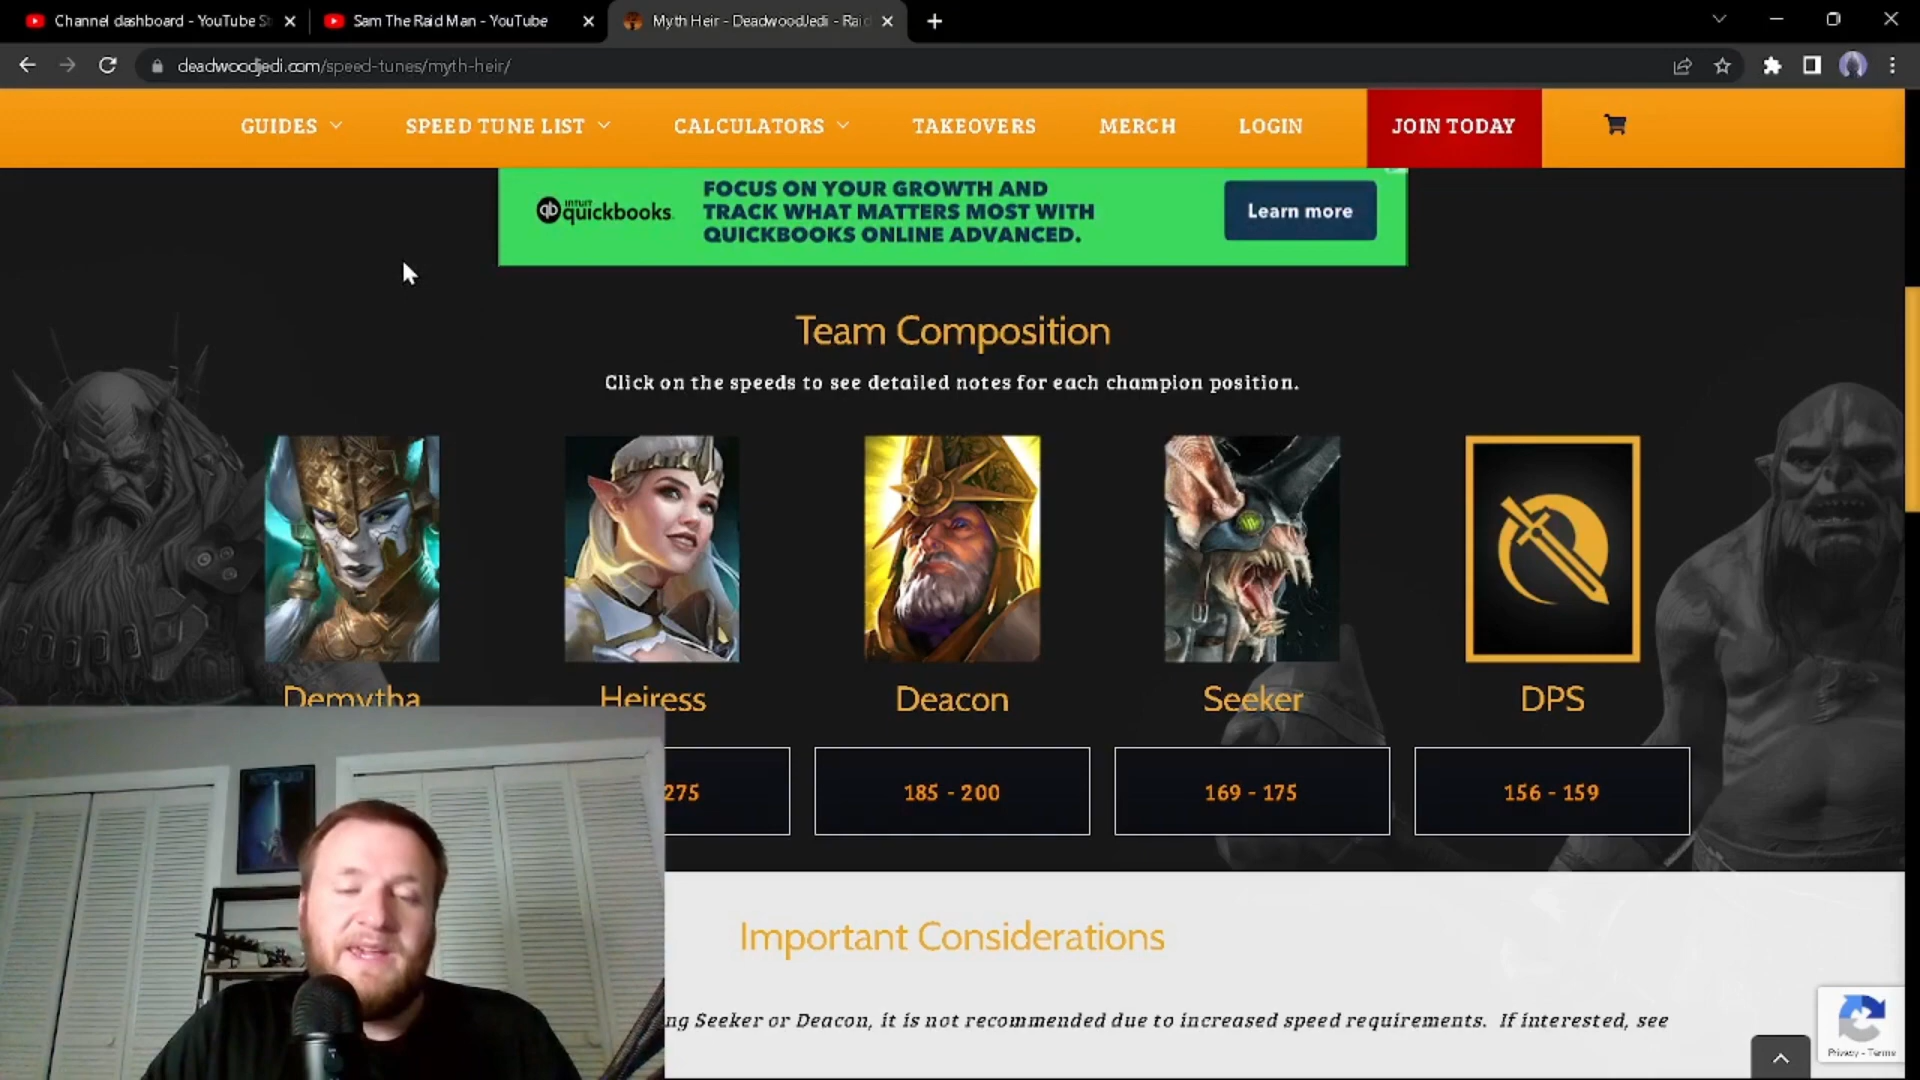 Channel dashboard - YouTube St
Sam The Raid Man - YouTube
Myth Heir - DeadwoodJedi - Raid
deadwoodjedi.com/speed-tunes/myth-heir/
GUIDES
SPEED TUNE LIST
CALCULATORS
TAKEOVERS
MERCH
LOGIN
JOIN TODAY
qb INTUIT quickbooks.
FOCUS ON YOUR GROWTH AND
TRACK WHAT MATTERS MOST WITH
QUICKBOOKS ONLINE ADVANCED.
Learn more
Team Composition
Click on the speeds to see detailed notes for each champion position.
Demytha
Heiress
Deacon
Seeker
DPS
275
185 - 200
169 - 175
156 - 159
Important Considerations
ng Seeker or Deacon, it is not recommended due to increased speed requirements. If interested, see
Privacy - Terms